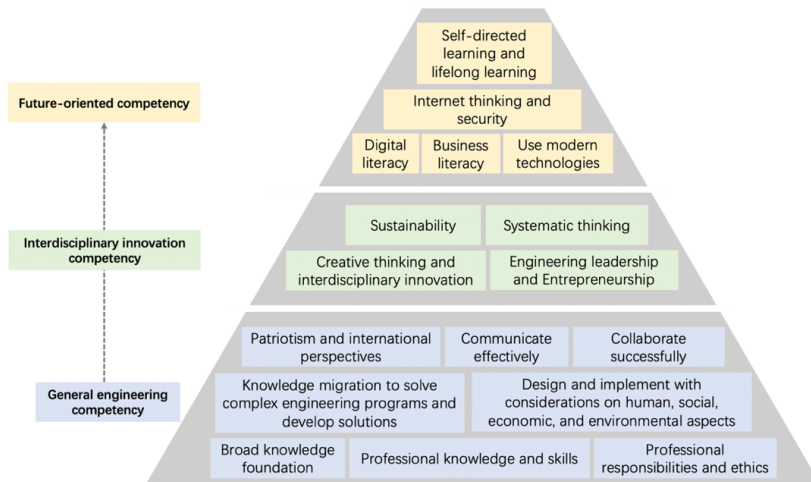 Self-directed
learning and
lifelong learning
Future-oriented competency
Internet thinking and
security
Digital
literacy
Business
literacy
Use modern
technologies
Interdisciplinary innovation
competency
Sustainability
Systematic thinking
Creative thinking and
interdisciplinary innovation
Engineering leadership
and Entrepreneurship
Patriotism and international
perspectives
Communicate
effectively
Collaborate
successfully
General engineering
competency
Knowledge migration to solve
complex engineering programs and
develop solutions
Design and implement with
considerations on human, social,
economic, and environmental aspects
Broad knowledge
foundation
Professional knowledge and skills
Professional
responsibilities and ethics